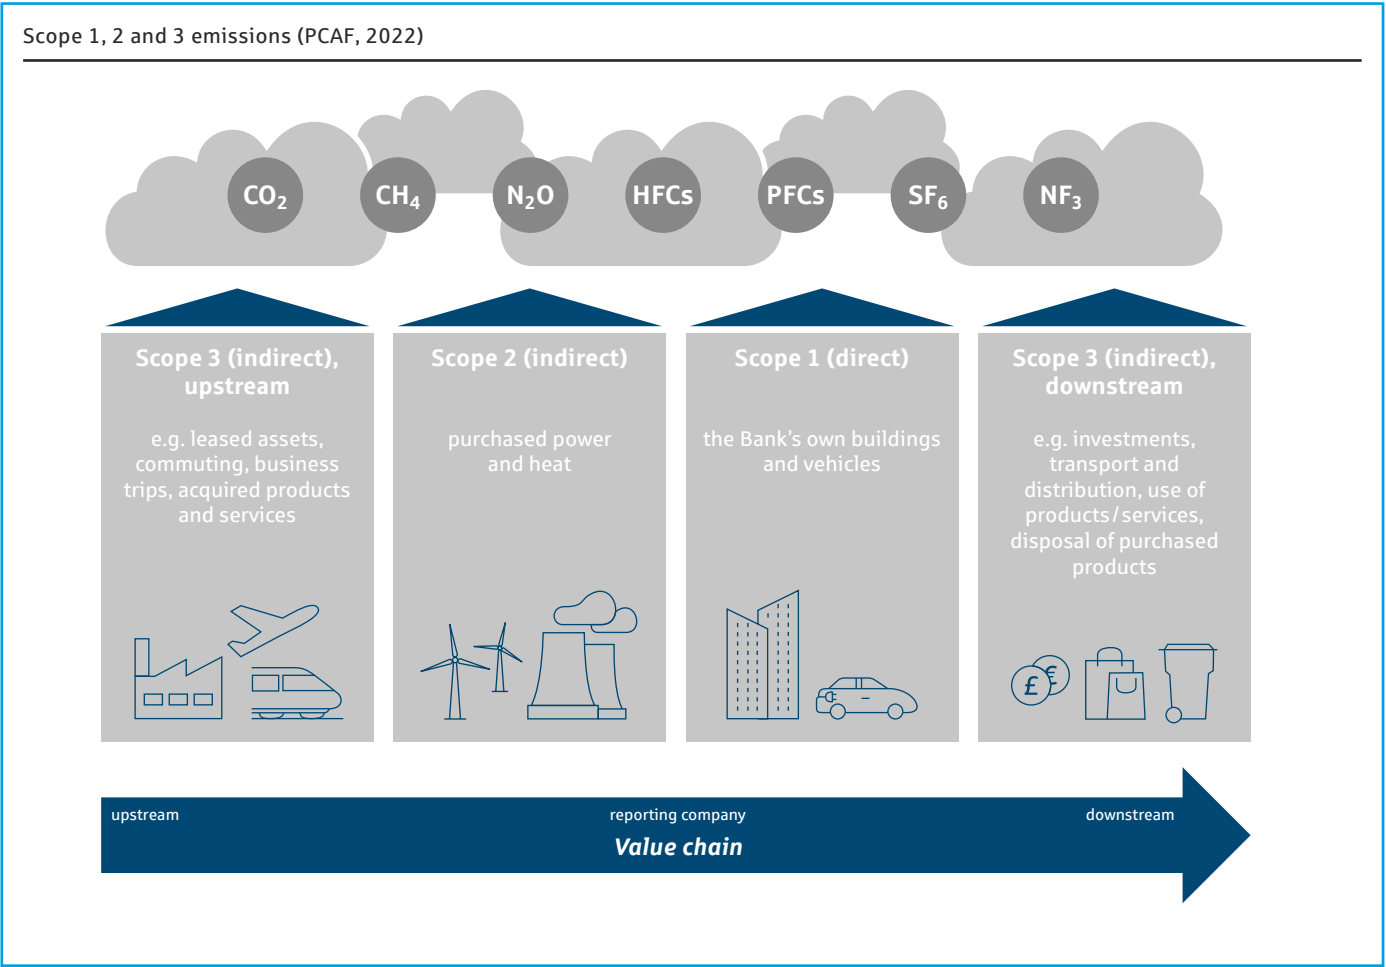 Scope 1, 2 and 3 emissions (PCAF, 2022)
CO₂
CH₄
N₂O
HFCs
PFCs
SF₆
NF₃
Scope 3 (indirect),
upstream
e.g. leased assets,
commuting, business
trips, acquired products
and services
Scope 2 (indirect)
purchased power
and heat
Scope 1 (direct)
the Bank's own buildings
and vehicles
Scope 3 (indirect),
downstream
e.g. investments,
transport and
distribution, use of
products/services,
disposal of purchased
products
£
€
upstream
reporting company
downstream
Value chain